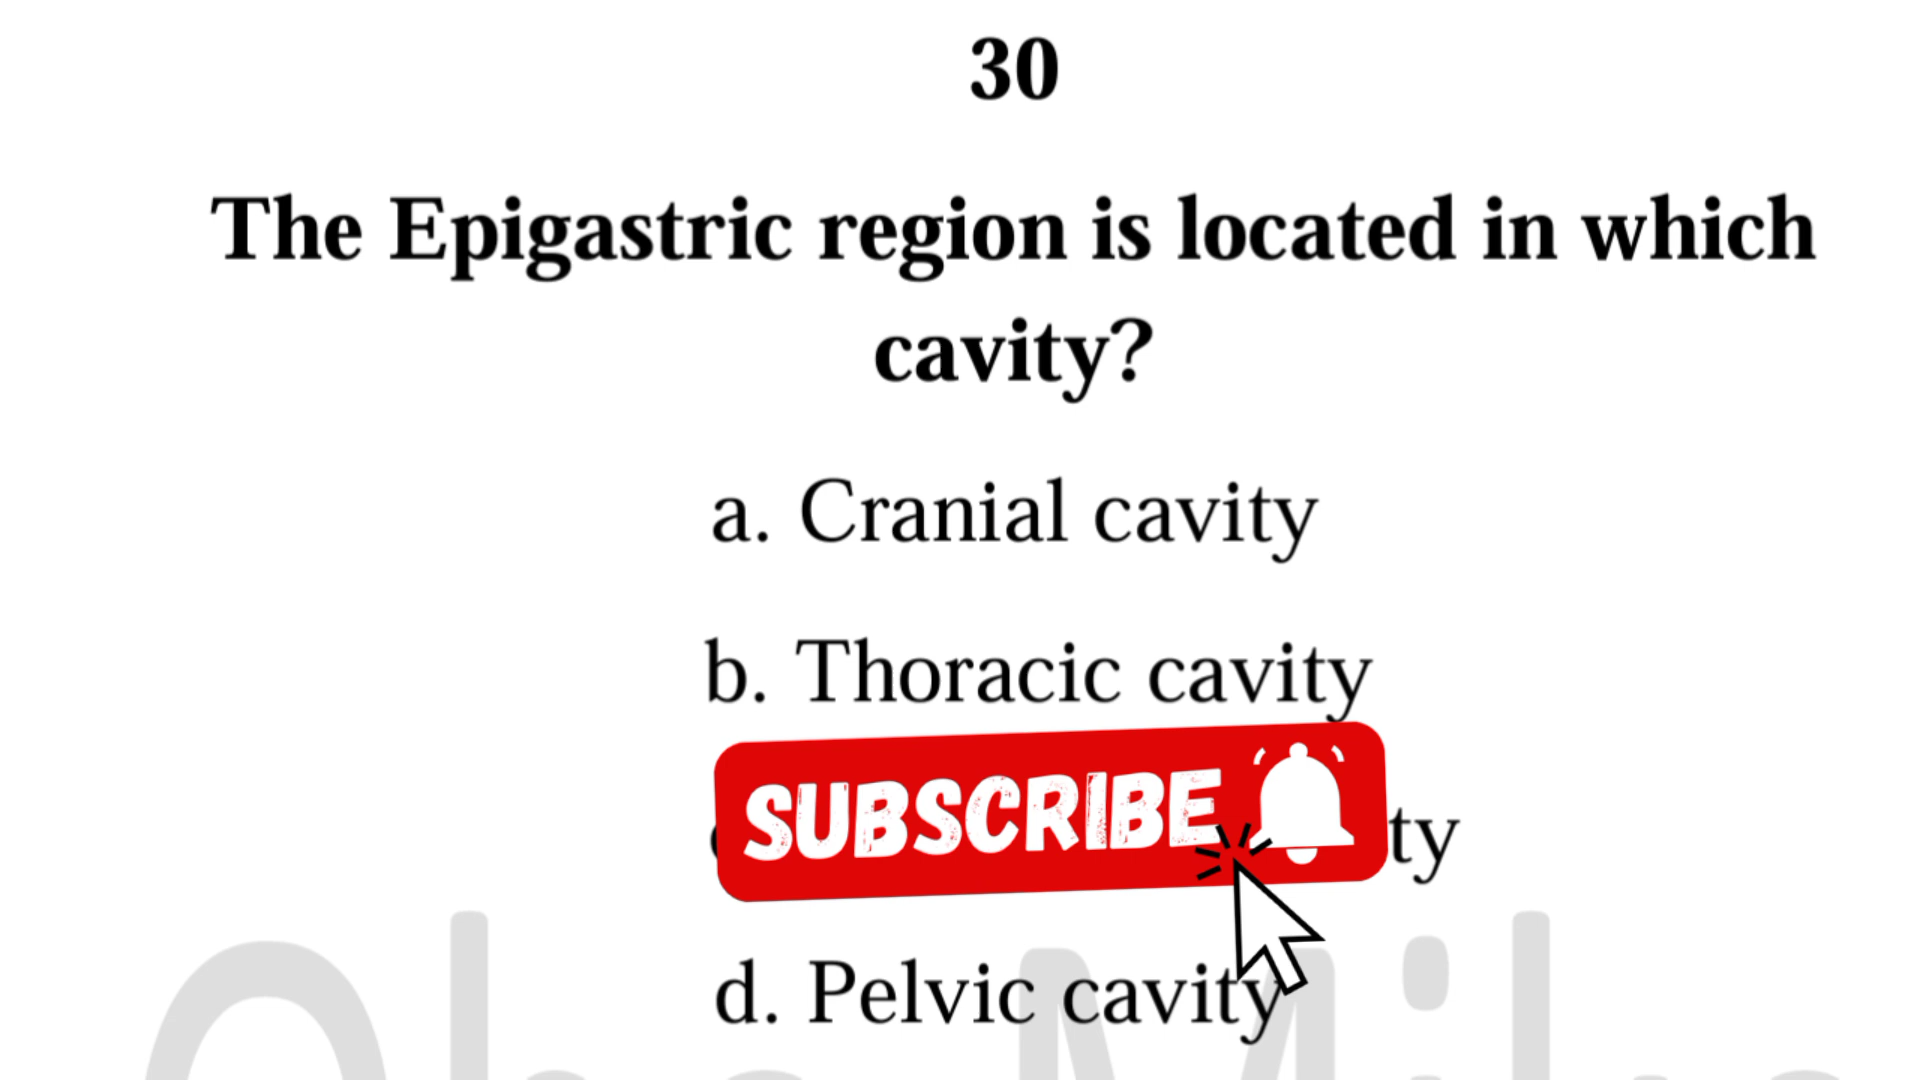 30
The Epigastric region is located in which
cavity?
a. Cranial cavity
b. Thoracic cavity
SUBSCRIBE
ty
d. Pelvic cavity